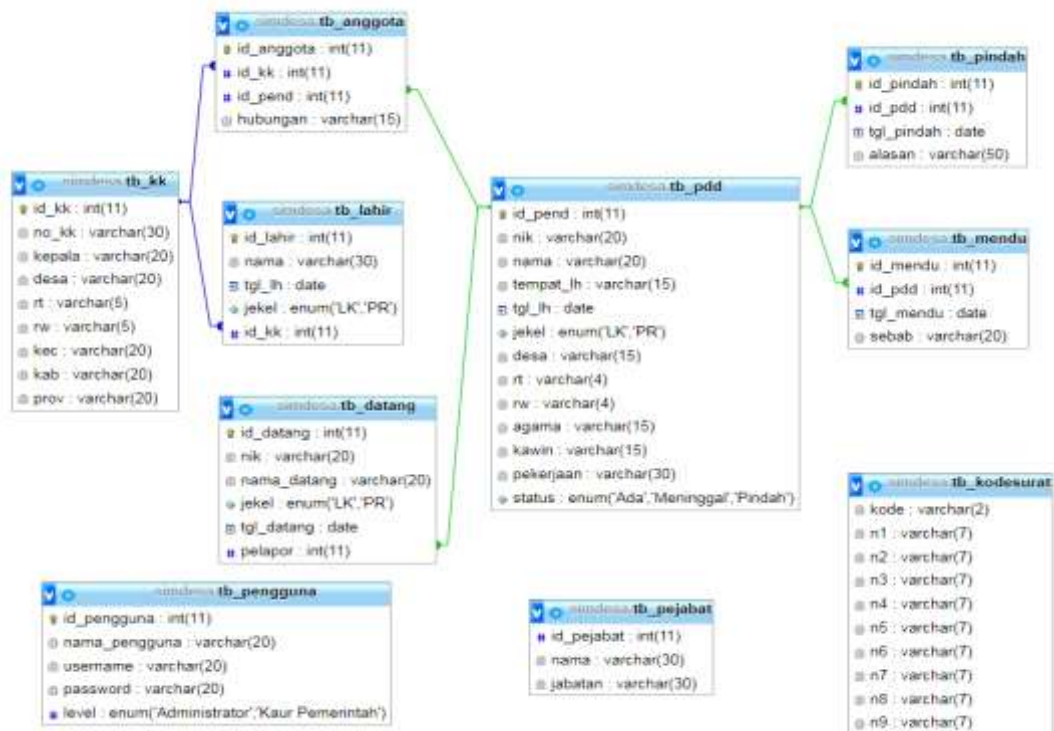 simdesa tb_anggota
id_anggota : int(11)
id_kk : int(11)
id_pend : int(11)
hubungan : varchar(15)
simdesa tb_kk
id_kk : int(11)
no_kk : varchar(30)
kepala : varchar(20)
desa : varchar(20)
rt : varchar(5)
rw : varchar(5)
kec : varchar(20)
kab : varchar(20)
prov : varchar(20)
simdesa tb_lahir
id_lahir : int(11)
nama : varchar(30)
tgl_lh : date
jekel : enum('LK','PR')
id_kk : int(11)
simdesa tb_datang
id_datang : int(11)
nik : varchar(20)
nama_datang : varchar(20)
jekel : enum('LK','PR')
tgl_datang : date
pelapor : int(11)
simdesa tb_pdd
id_pend : int(11)
nik : varchar(20)
nama : varchar(20)
tempat_lh : varchar(15)
tgl_lh : date
jekel : enum('LK','PR')
desa : varchar(15)
rt : varchar(4)
rw : varchar(4)
agama : varchar(15)
kawin : varchar(15)
pekerjaan : varchar(30)
status : enum('Ada','Meninggal','Pindah')
simdesa tb_pindah
id_pindah : int(11)
id_pdd : int(11)
tgl_pindah : date
alasan : varchar(50)
simdesa tb_mendu
id_mendu : int(11)
id_pdd : int(11)
tgl_mendu : date
sebab : varchar(20)
simdesa tb_pengguna
id_pengguna : int(11)
nama_pengguna : varchar(20)
username : varchar(20)
password : varchar(20)
level : enum('Administrator','Kaur Pemerintah')
simdesa tb_pejabat
id_pejabat : int(11)
nama : varchar(30)
jabatan : varchar(30)
simdesa tb_kodesurat
kode : varchar(2)
n1 : varchar(7)
n2 : varchar(7)
n3 : varchar(7)
n4 : varchar(7)
n5 : varchar(7)
n6 : varchar(7)
n7 : varchar(7)
n8 : varchar(7)
n9 : varchar(7)